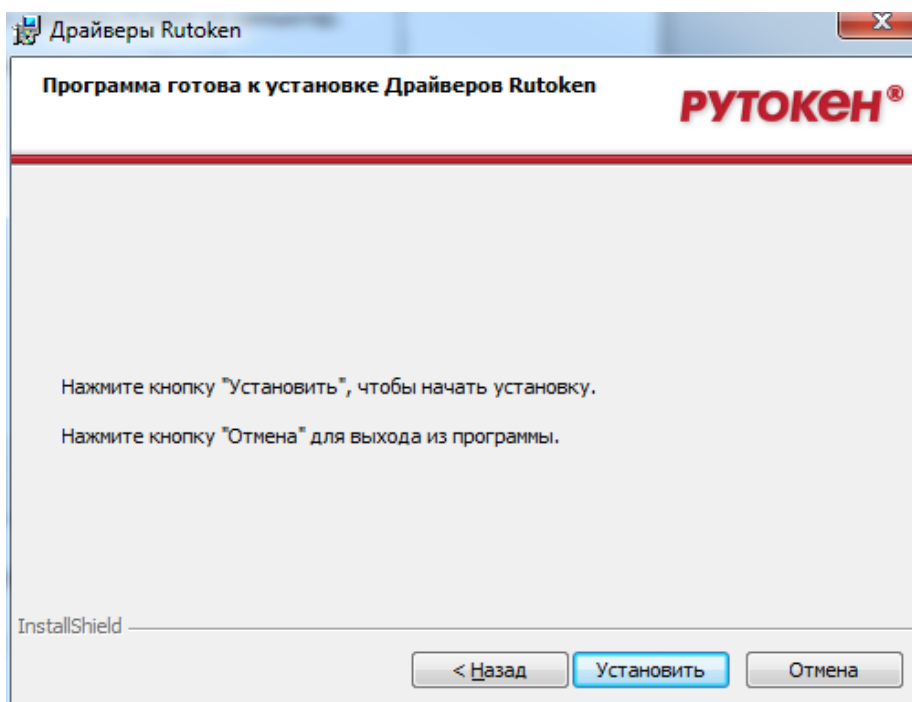 Драйверы Rutoken
Программа готова к установке Драйверов Rutoken
РУТОКЕН®
Нажмите кнопку "Установить", чтобы начать установку.
Нажмите кнопку "Отмена" для выхода из программы.
InstallShield
< Назад
Установить
Отмена